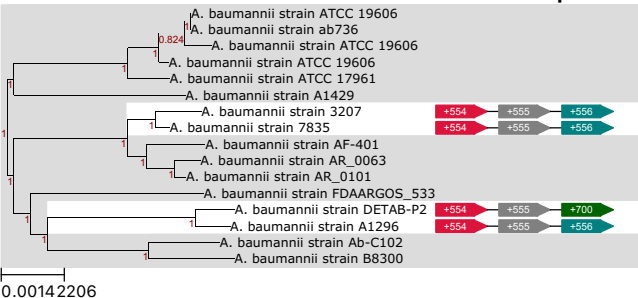 A. baumannii strain ATCC 19606
1 A. baumannii strain ab736
0.824 A. baumannii strain ATCC 19606
A. baumannii strain ATCC 19606
1 A. baumannii strain ATCC 17961
1 A. baumannii strain A1429
A. baumannii strain 3207 +554 +555 +556
1 1 A. baumannii strain 7835 +554 +555 +556
1 A. baumannii strain AF-401
1 A. baumannii strain AR_0063
1 1 A. baumannii strain AR_0101
A. baumannii strain FDAARGOS_533
1 A. baumannii strain DETAB-P2 +554 +555 +700
1 A. baumannii strain A1296 +554 +555 +556
1 A. baumannii strain Ab-C102
1 A. baumannii strain B8300
0.00142206